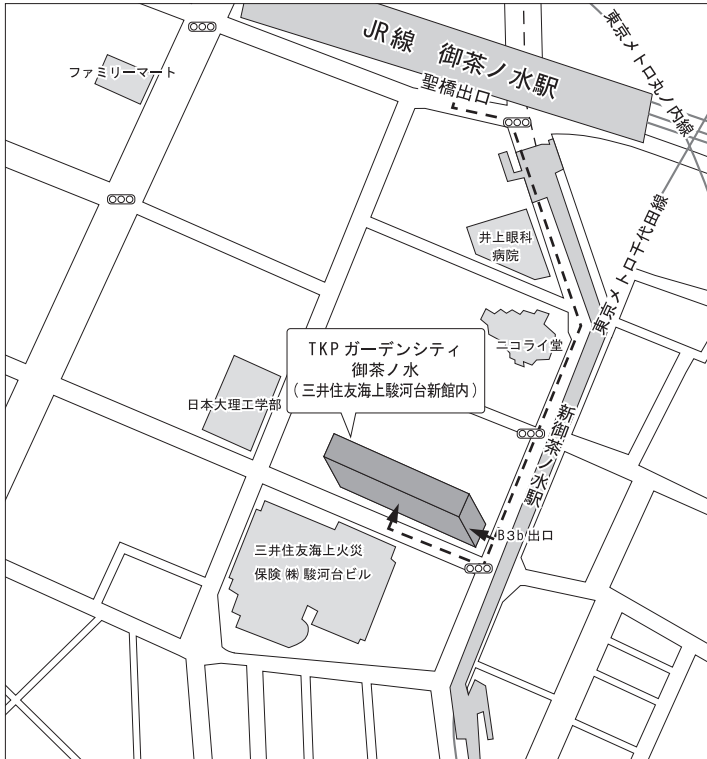 JR線 御茶ノ水駅
聖橋出口
東京メトロ丸ノ内線
ファミリーマート
井上眼科
病院
東京メトロ千代田線
ニコライ堂
TKP ガーデンシティ
御茶ノ水
（三井住友海上駿河台新館内）
日本大理工学部
新御茶ノ水駅
B3b出口
三井住友海上火災
保険㈱駿河台ビル